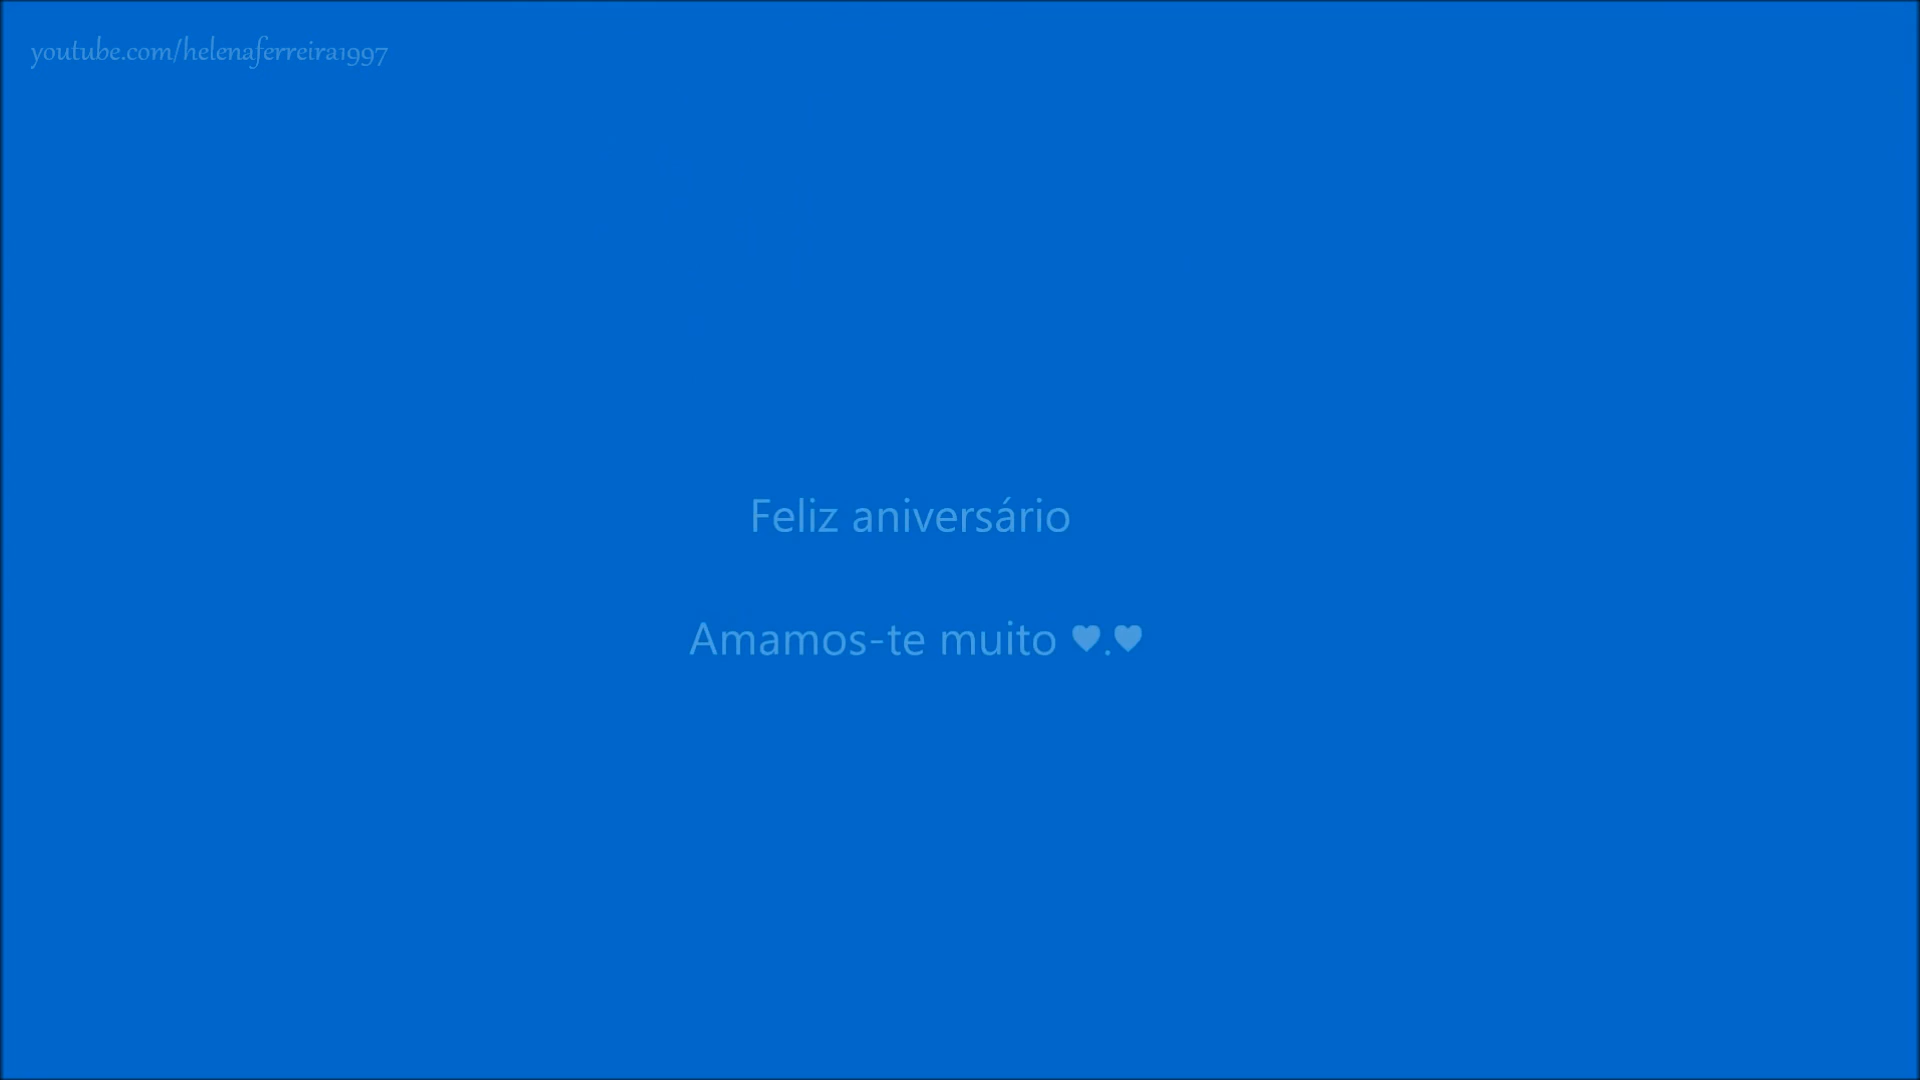 youtube.com/helenaferreira1997
Feliz aniversário
Amamos-te muito ♥.♥